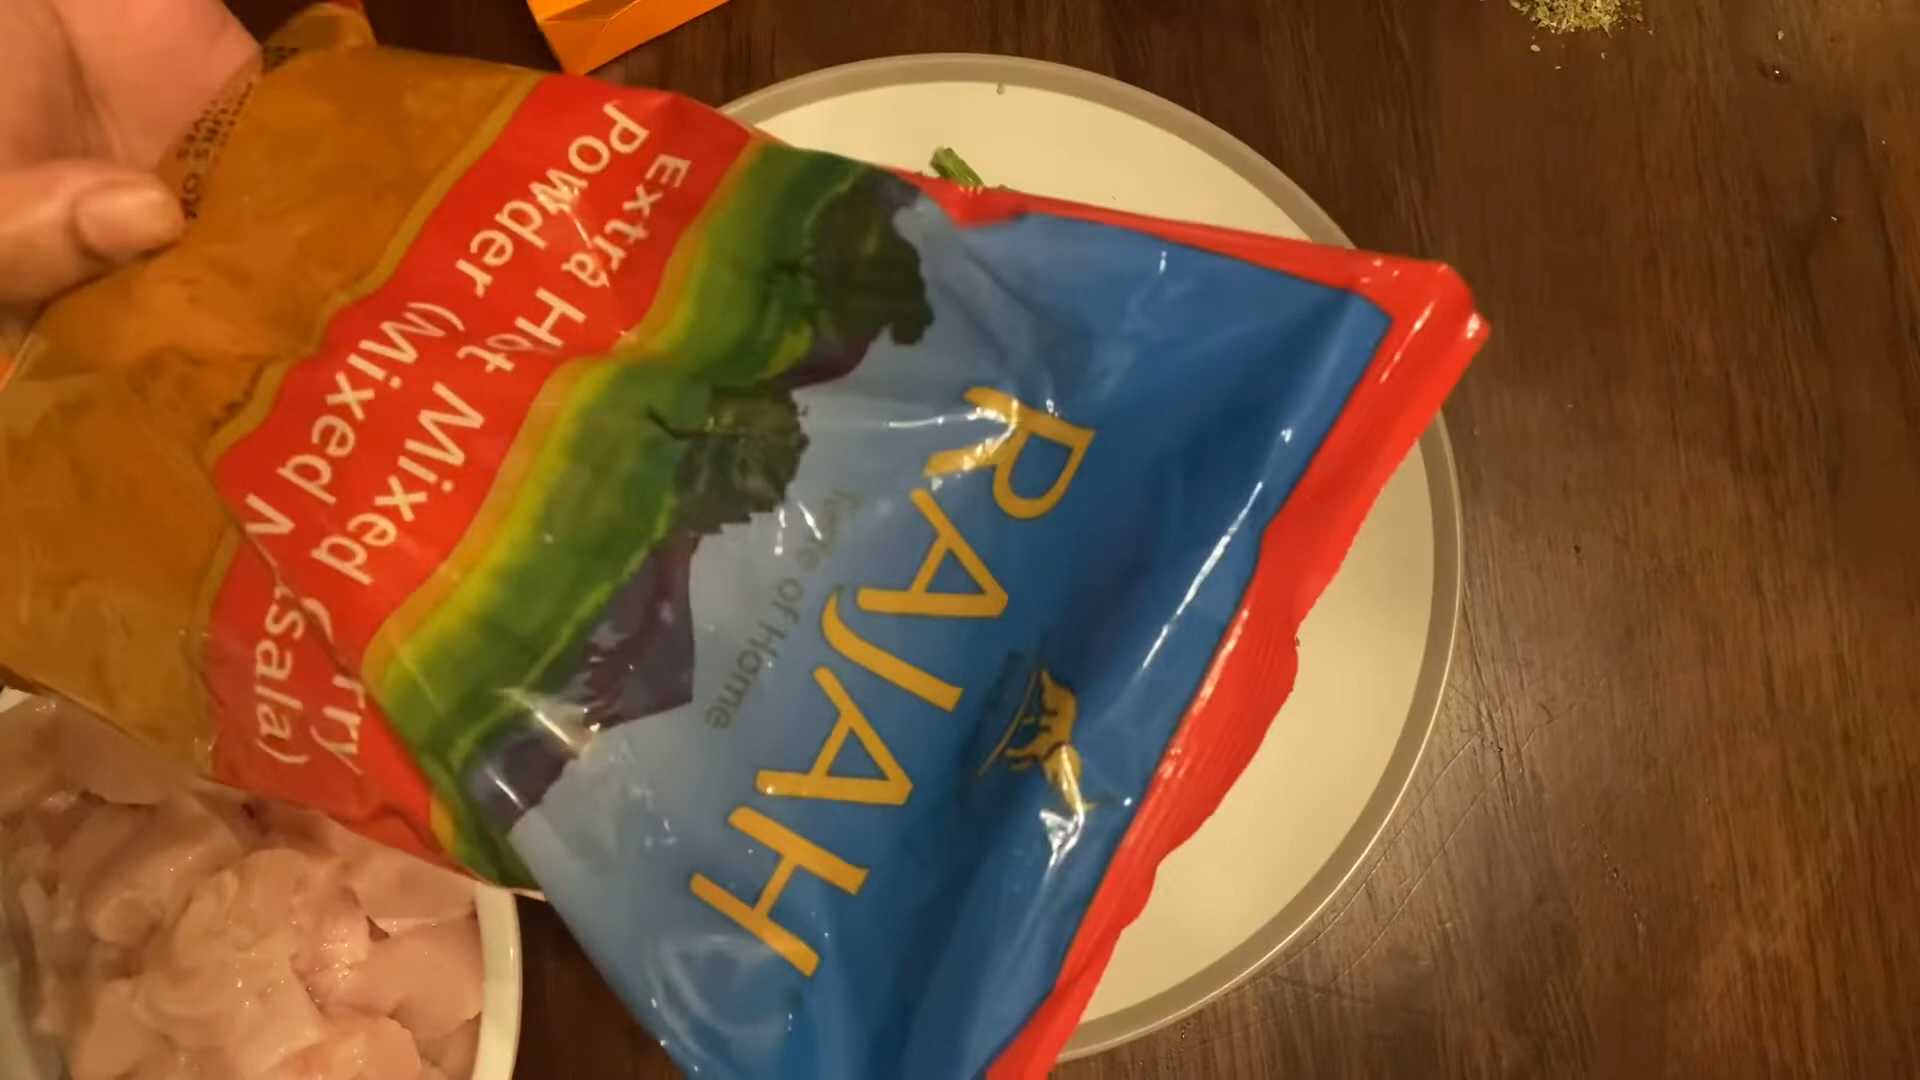 RAJAH
Taste of Home
Extra Hot Mixed Curry
Powder (Mixed Masala)